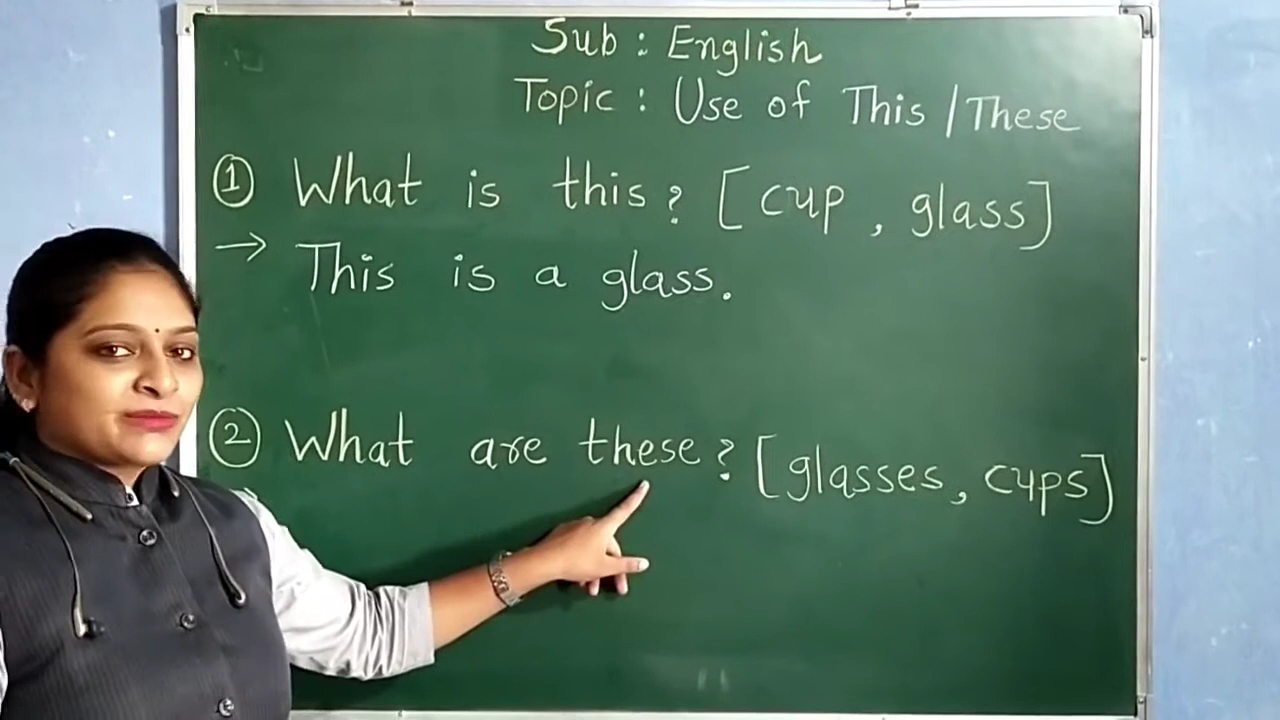 Sub : English
Topic : Use of This / These
① What is this ? [ cup , glass ]
→ This is a glass .
② What are these ? [ glasses , cups ]